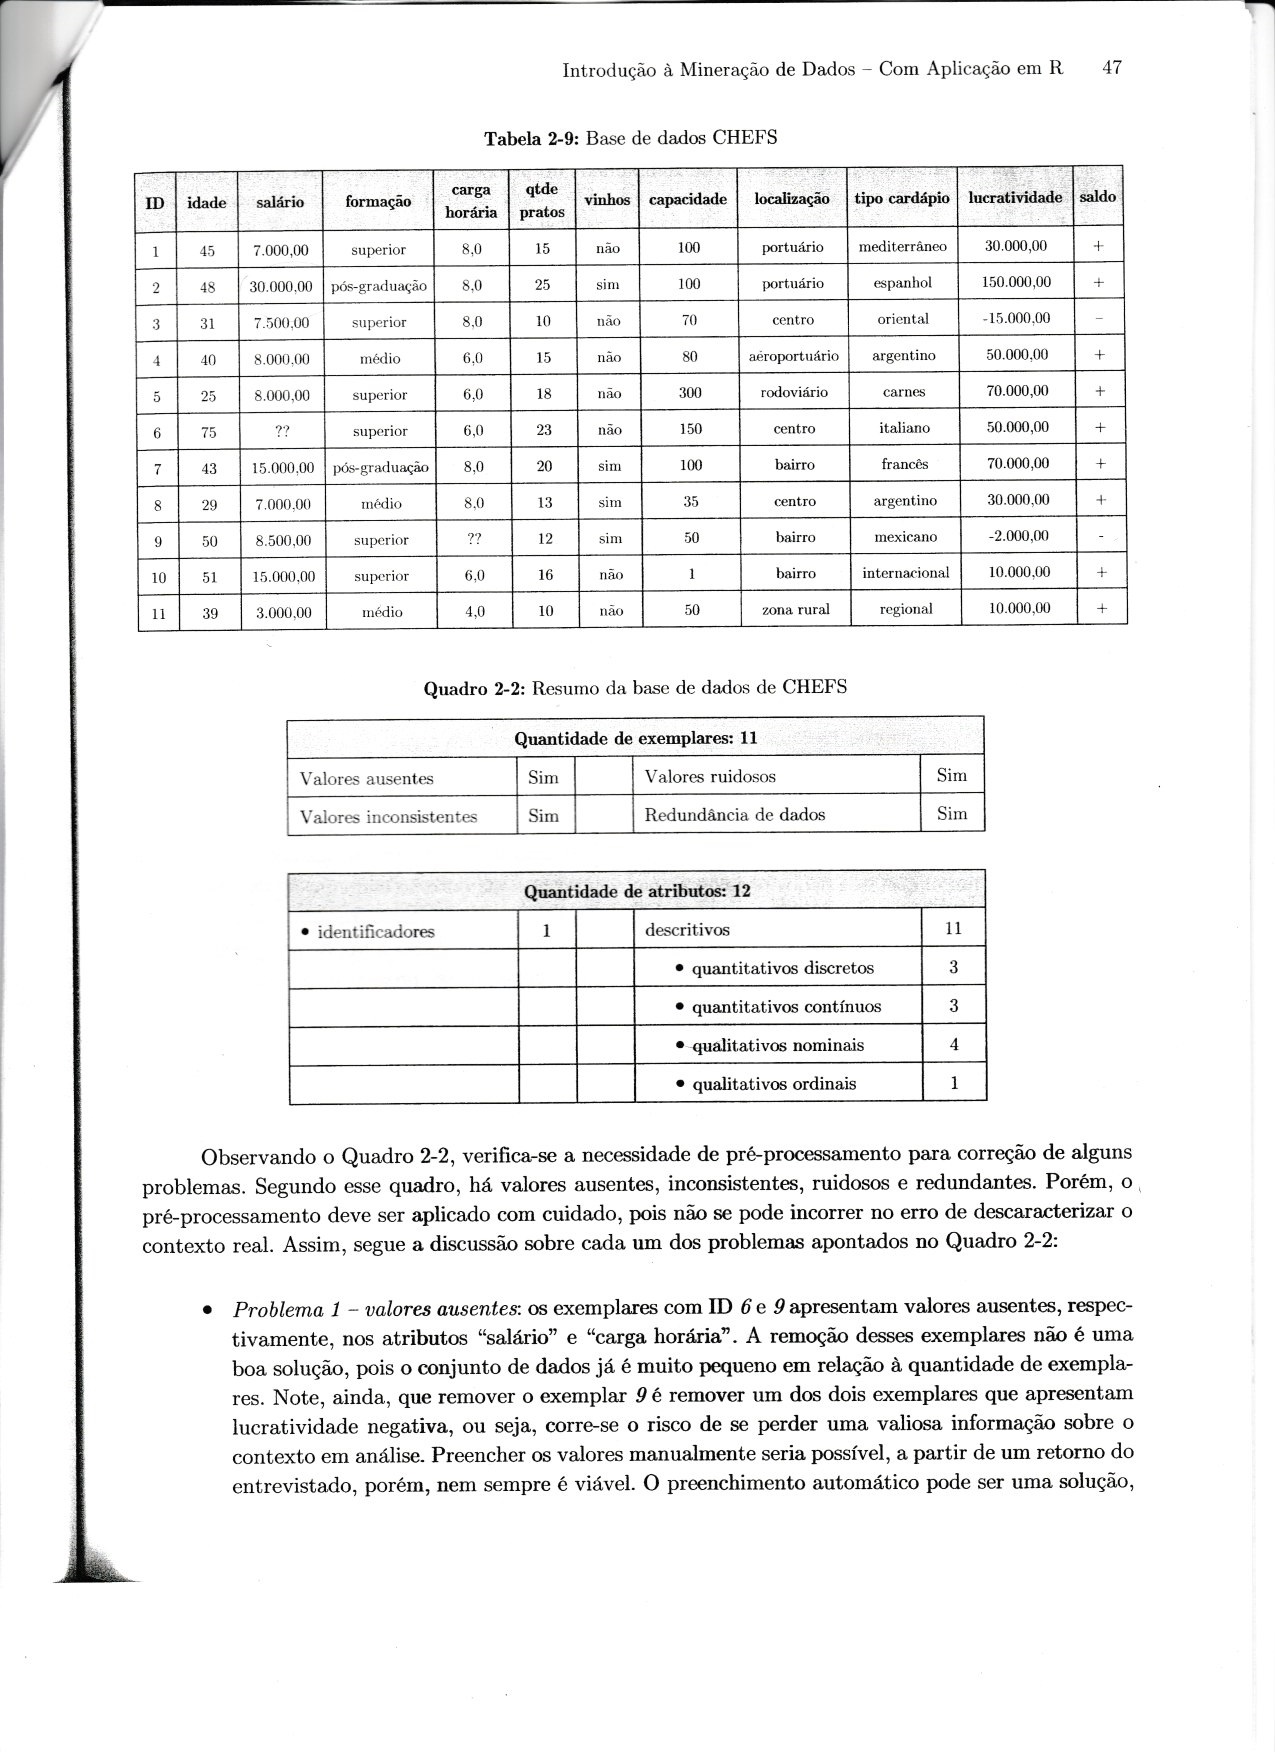 Introdução à Mineração de Dados – Com Aplicação em R 47
Tabela 2-9: Base de dados CHEFS
ID idade salário formação carga horária qtde pratos vinhos capacidade localização tipo cardápio lucratividade saldo
1 45 7.000,00 superior 8,0 15 não 100 portuário mediterrâneo 30.000,00 +
2 48 30.000,00 pós-graduação 8,0 25 sim 100 portuário espanhol 150.000,00 +
3 31 7.500,00 superior 8,0 10 não 70 centro oriental -15.000,00 –
4 40 8.000,00 médio 6,0 15 não 80 aeroportuário argentino 50.000,00 +
5 25 8.000,00 superior 6,0 18 não 300 rodoviário carnes 70.000,00 +
6 75 ?? superior 6,0 23 não 150 centro italiano 50.000,00 +
7 43 15.000,00 pós-graduação 8,0 20 sim 100 bairro francês 70.000,00 +
8 29 7.000,00 médio 8,0 13 sim 35 centro argentino 30.000,00 +
9 50 8.500,00 superior ?? 12 sim 50 bairro mexicano -2.000,00 -
10 51 15.000,00 superior 6,0 16 não 1 bairro internacional 10.000,00 +
11 39 3.000,00 médio 4,0 10 não 50 zona rural regional 10.000,00 +
Quadro 2-2: Resumo da base de dados de CHEFS
Quantidade de exemplares: 11
Valores ausentes Sim Valores ruidosos Sim
Valores inconsistentes Sim Redundância de dados Sim
Quantidade de atributos: 12
• identificadores 1 descritivos 11
• quantitativos discretos 3
• quantitativos contínuos 3
• qualitativos nominais 4
• qualitativos ordinais 1
Observando o Quadro 2-2, verifica-se a necessidade de pré-processamento para correção de alguns
problemas. Segundo esse quadro, há valores ausentes, inconsistentes, ruidosos e redundantes. Porém, o
pré-processamento deve ser aplicado com cuidado, pois não se pode incorrer no erro de descaracterizar o
contexto real. Assim, segue a discussão sobre cada um dos problemas apontados no Quadro 2-2:
• Problema 1 – valores ausentes: os exemplares com ID 6 e 9 apresentam valores ausentes, respec-
tivamente, nos atributos “salário” e “carga horária”. A remoção desses exemplares não é uma
boa solução, pois o conjunto de dados já é muito pequeno em relação à quantidade de exempla-
res. Note, ainda, que remover o exemplar 9 é remover um dos dois exemplares que apresentam
lucratividade negativa, ou seja, corre-se o risco de se perder uma valiosa informação sobre o
contexto em análise. Preencher os valores manualmente seria possível, a partir de um retorno do
entrevistado, porém, nem sempre é viável. O preenchimento automático pode ser uma solução,